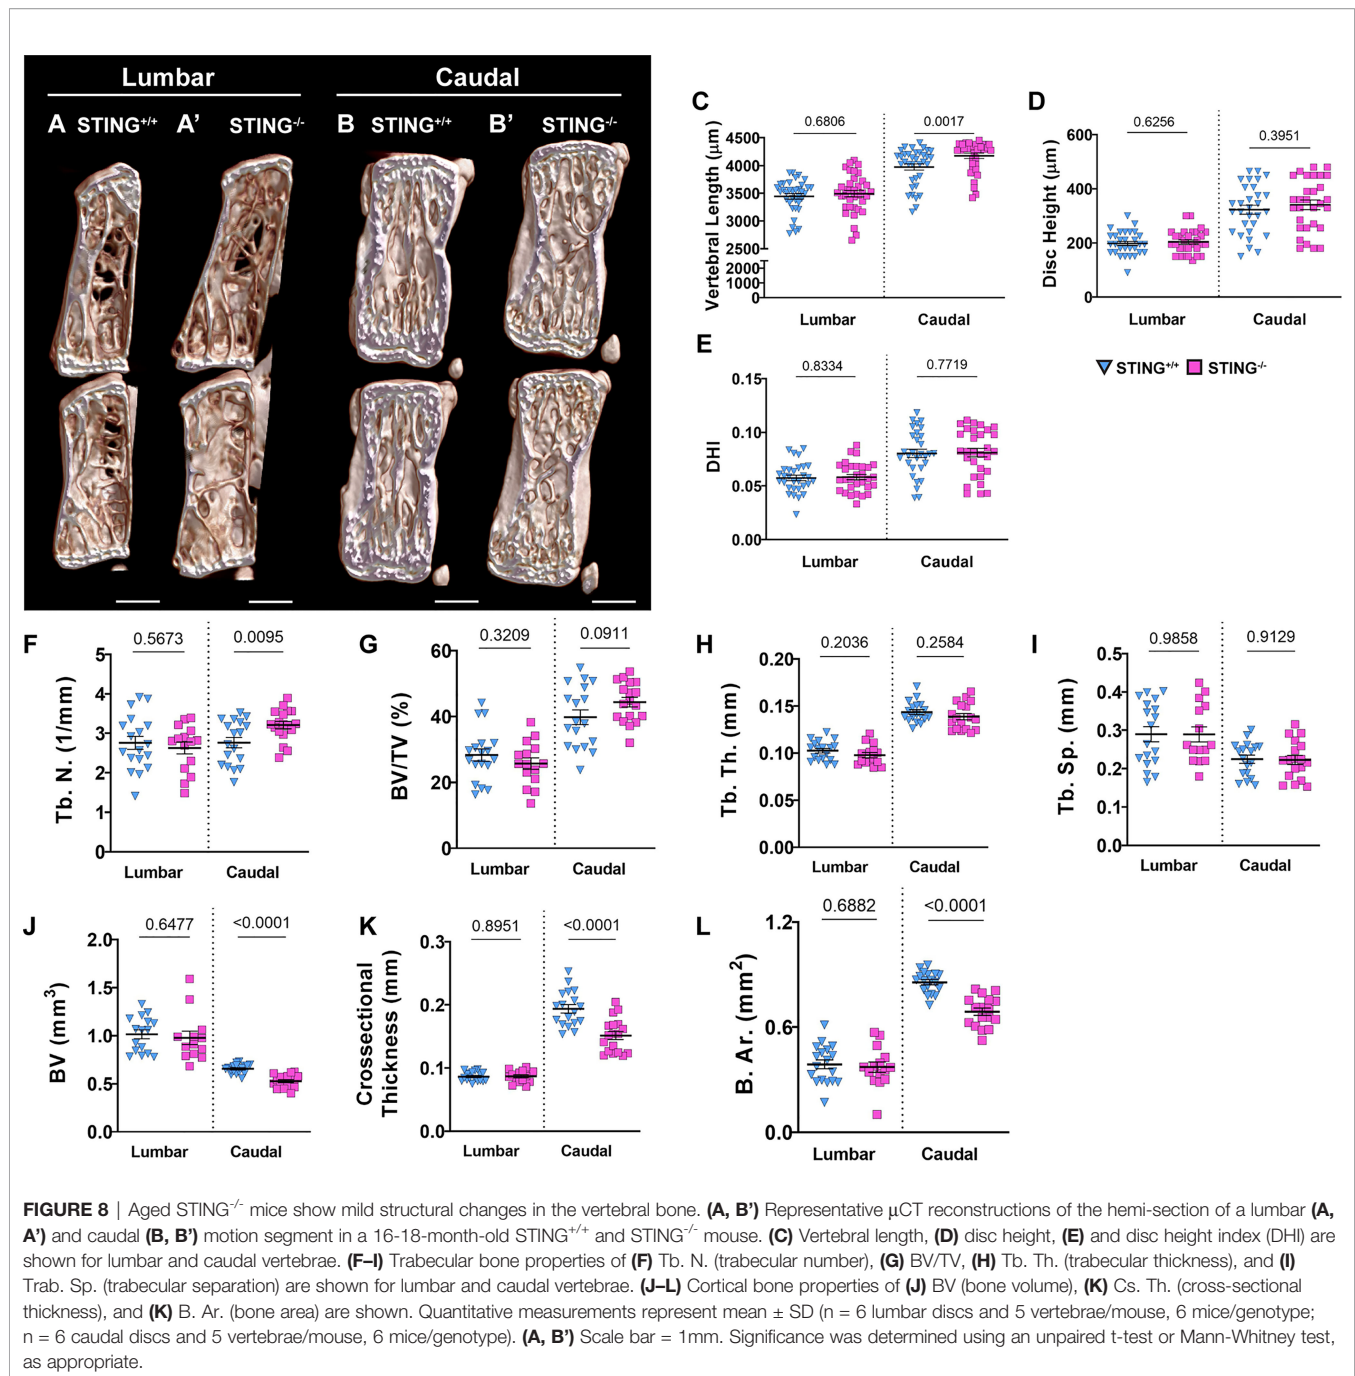 Lumbar
Caudal
A STING+/+ A' STING-/- B STING+/+ B' STING-/-
C
0.6806
0.0017
Vertebral Length (µm)
4500
4000
3500
3000
2500
2000
1000
0
Lumbar
Caudal
D
0.6256
0.3951
Disc Height (µm)
600
400
200
0
Lumbar
Caudal
STING+/+ STING-/-
E
0.8334
0.7719
DHI
0.15
0.10
0.05
0.00
Lumbar
Caudal
F
0.5673
0.0095
Tb. N. (1/mm)
5
4
3
2
1
0
Lumbar
Caudal
G
0.3209
0.0911
BV/TV (%)
60
40
20
0
Lumbar
Caudal
H
0.2036
0.2584
Tb. Th. (mm)
0.20
0.15
0.10
0.05
0.00
Lumbar
Caudal
I
0.9858
0.9129
Tb. Sp. (mm)
0.5
0.4
0.3
0.2
0.1
0.0
Lumbar
Caudal
J
0.6477
<0.0001
BV (mm³)
2.0
1.5
1.0
0.5
0.0
Lumbar
Caudal
K
0.8951
<0.0001
Crossectional
Thickness (mm)
0.3
0.2
0.1
0.0
Lumbar
Caudal
L
0.6882
<0.0001
B. Ar. (mm²)
1.2
0.6
0.0
Lumbar
Caudal
FIGURE 8 | Aged STING-/- mice show mild structural changes in the vertebral bone. (A, B') Representative µCT reconstructions of the hemi-section of a lumbar (A,
A') and caudal (B, B') motion segment in a 16-18-month-old STING+/+ and STING-/- mouse. (C) Vertebral length, (D) disc height, (E) and disc height index (DHI) are
shown for lumbar and caudal vertebrae. (F–I) Trabecular bone properties of (F) Tb. N. (trabecular number), (G) BV/TV, (H) Tb. Th. (trabecular thickness), and (I)
Trab. Sp. (trabecular separation) are shown for lumbar and caudal vertebrae. (J–L) Cortical bone properties of (J) BV (bone volume), (K) Cs. Th. (cross-sectional
thickness), and (K) B. Ar. (bone area) are shown. Quantitative measurements represent mean ± SD (n = 6 lumbar discs and 5 vertebrae/mouse, 6 mice/genotype;
n = 6 caudal discs and 5 vertebrae/mouse, 6 mice/genotype). (A, B') Scale bar = 1mm. Significance was determined using an unpaired t-test or Mann-Whitney test,
as appropriate.